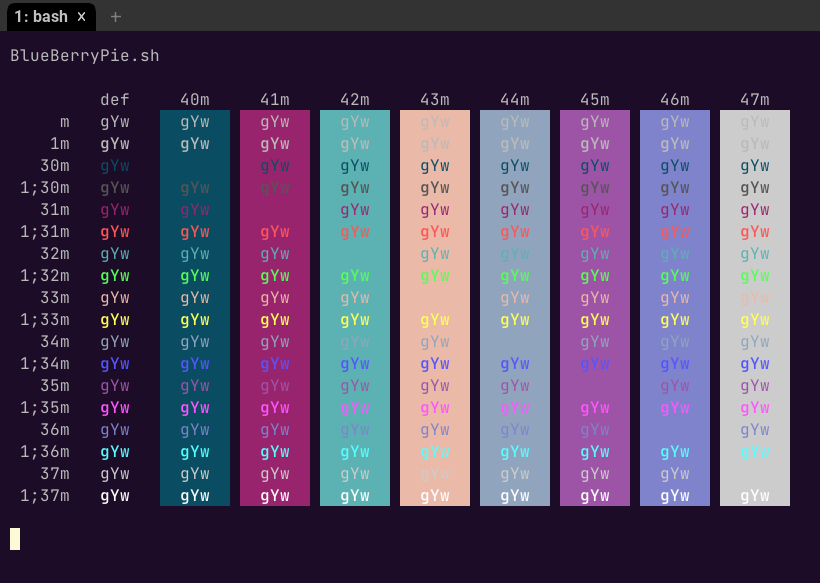 1: bash × +
BlueBerryPie.sh
def 40m 41m 42m 43m 44m 45m 46m 47m
m gYw gYw gYw gYw gYw gYw gYw gYw gYw
1m gYw gYw gYw gYw gYw gYw gYw gYw gYw
30m gYw gYw gYw gYw gYw gYw gYw gYw
1;30m gYw gYw gYw gYw gYw gYw gYw gYw gYw
31m gYw gYw gYw gYw gYw gYw gYw gYw
1;31m gYw gYw gYw gYw gYw gYw gYw gYw gYw
32m gYw gYw gYw gYw gYw gYw gYw gYw
1;32m gYw gYw gYw gYw gYw gYw gYw gYw gYw
33m gYw gYw gYw gYw gYw gYw gYw gYw
1;33m gYw gYw gYw gYw gYw gYw gYw gYw gYw
34m gYw gYw gYw gYw gYw gYw gYw gYw
1;34m gYw gYw gYw gYw gYw gYw gYw gYw gYw
35m gYw gYw gYw gYw gYw gYw gYw gYw
1;35m gYw gYw gYw gYw gYw gYw gYw gYw gYw
36m gYw gYw gYw gYw gYw gYw gYw gYw
1;36m gYw gYw gYw gYw gYw gYw gYw gYw gYw
37m gYw gYw gYw gYw gYw gYw gYw gYw
1;37m gYw gYw gYw gYw gYw gYw gYw gYw gYw